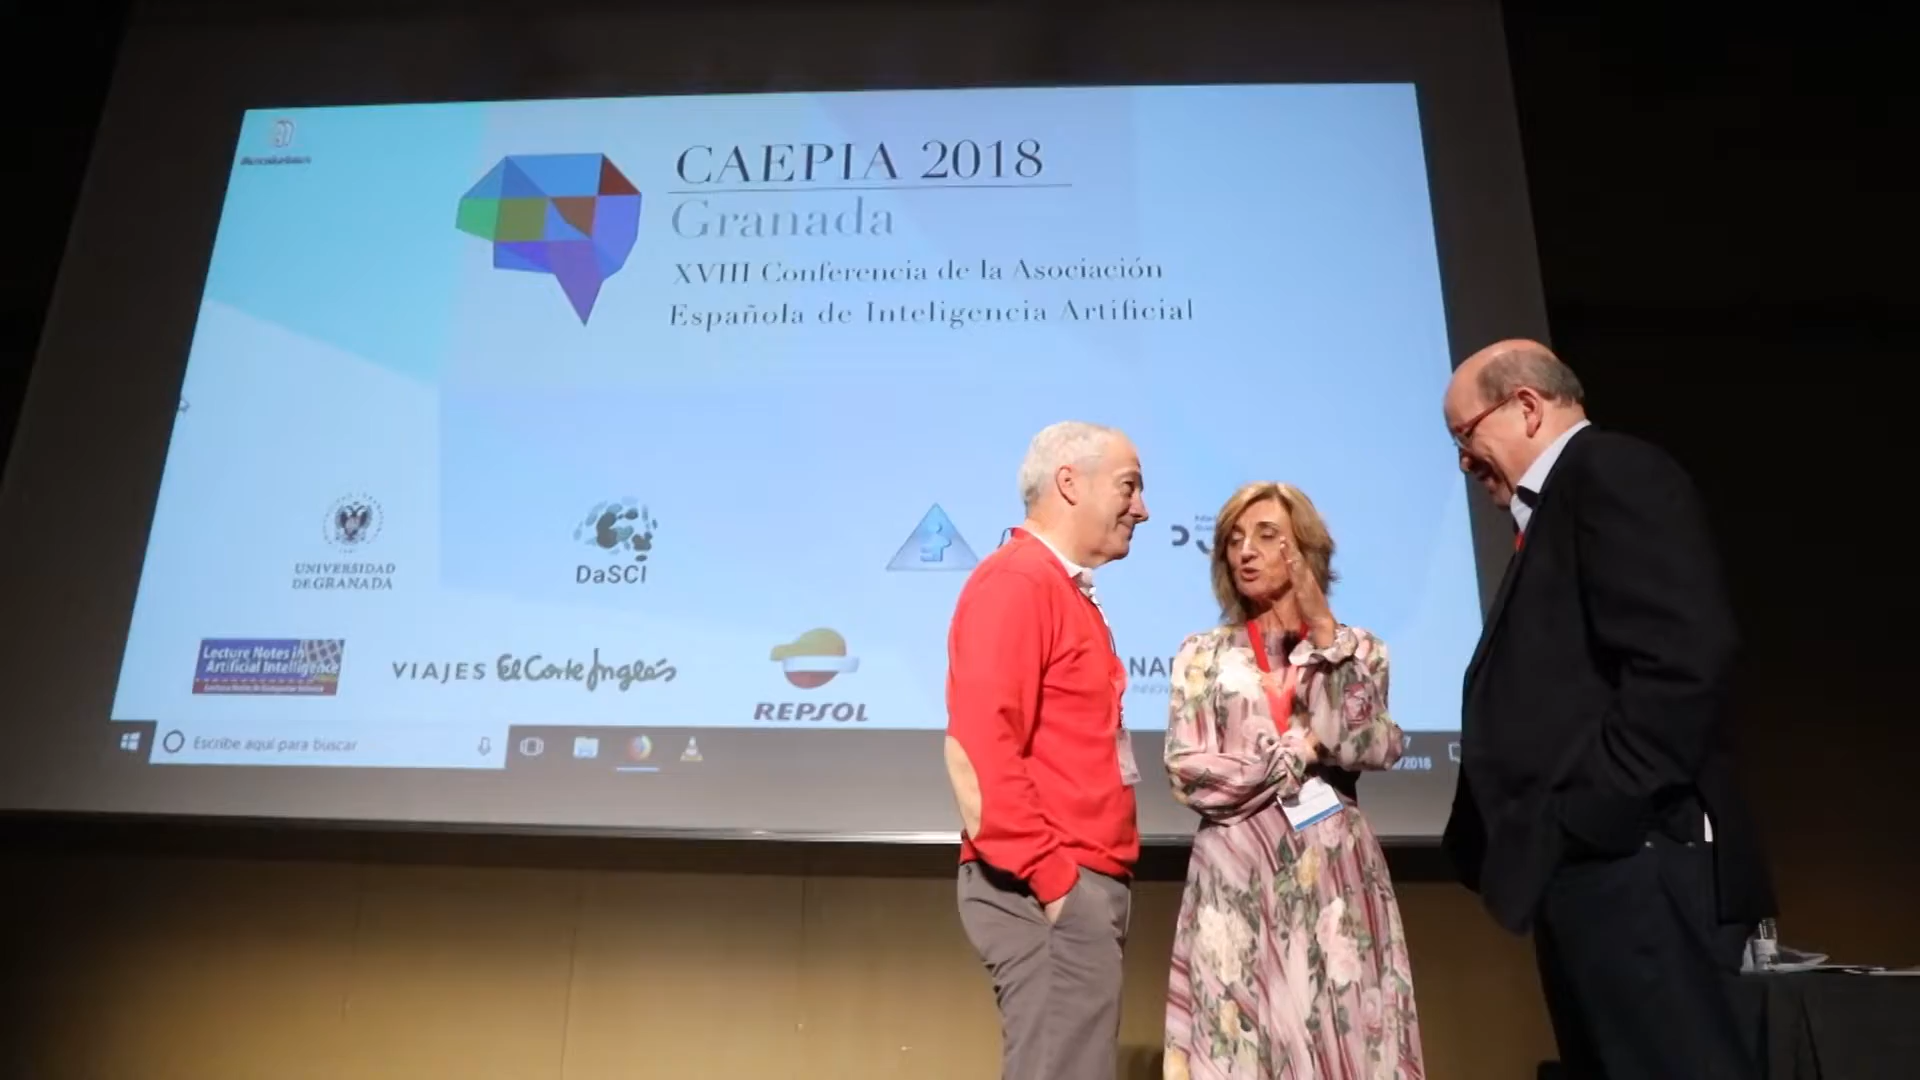 CAEPIA 2018
Granada
XVIII Conferencia de la Asociación
Española de Inteligencia Artificial
UNIVERSIDAD
DE GRANADA
DaSCI
Lecture Notes in
Artificial Intelligence
VIAJES El Corte Inglés
REPSOL
Escribe aquí para buscar
/2018